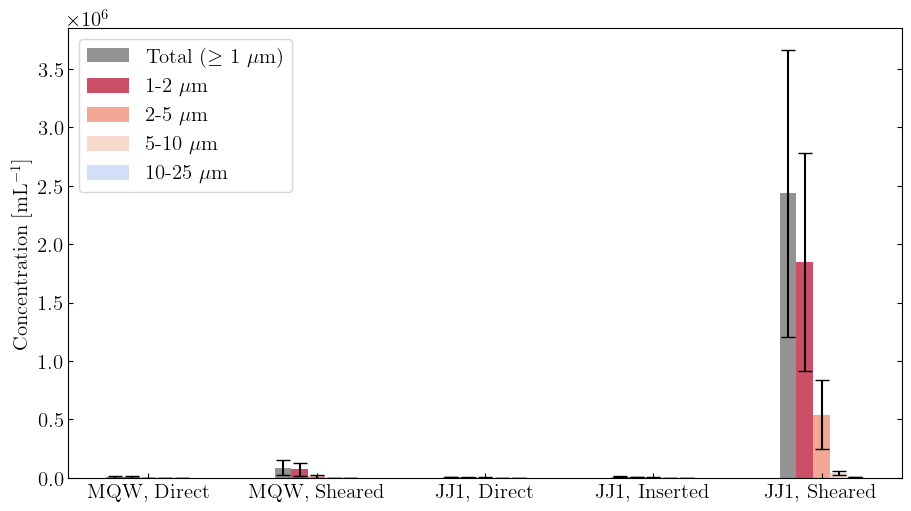 ×10⁶
Total (≥ 1 μm)
1-2 μm
2-5 μm
5-10 μm
10-25 μm
Concentration [mL⁻¹]
3.5
3.0
2.5
2.0
1.5
1.0
0.5
0.0
MQW, Direct
MQW, Sheared
JJ1, Direct
JJ1, Inserted
JJ1, Sheared